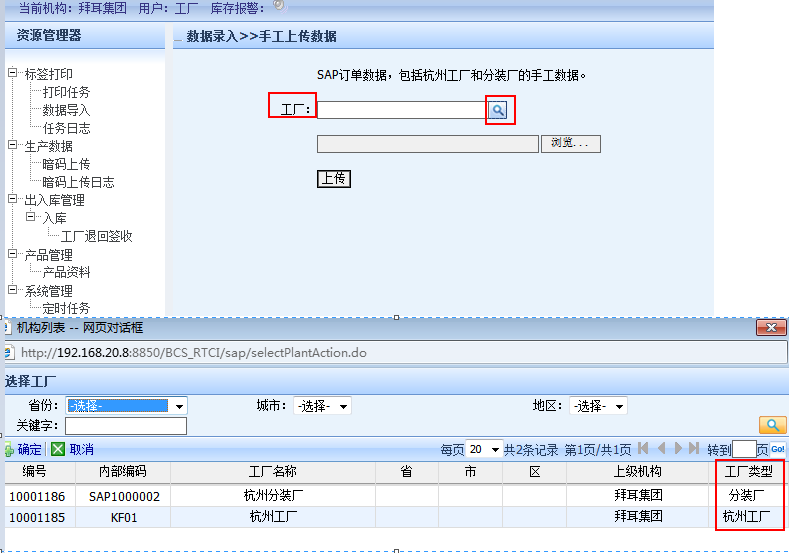 当前机构：拜耳集团 用户：工厂 库存报警：
资源管理器
数据录入>>手工上传数据
标签打印
打印任务
数据导入
任务日志
生产数据
暗码上传
暗码上传日志
出入库管理
入库
工厂退回签收
产品管理
产品资料
系统管理
定时任务
SAP订单数据，包括杭州工厂和分装厂的手工数据。
工厂：
浏览...
上传
机构列表 -- 网页对话框
http://192.168.20.8:8850/BCS_RTCI/sap/selectPlantAction.do
选择工厂
省份： -选择- 城市： -选择- 地区： -选择-
关键字：
确定 取消 每页 20 共2条记录 第1页/共1页 转到 页 Go!
编号 内部编码 工厂名称 省 市 区 上级机构 工厂类型
10001186 SAP1000002 杭州分装厂 拜耳集团 分装厂
10001185 KF01 杭州工厂 拜耳集团 杭州工厂